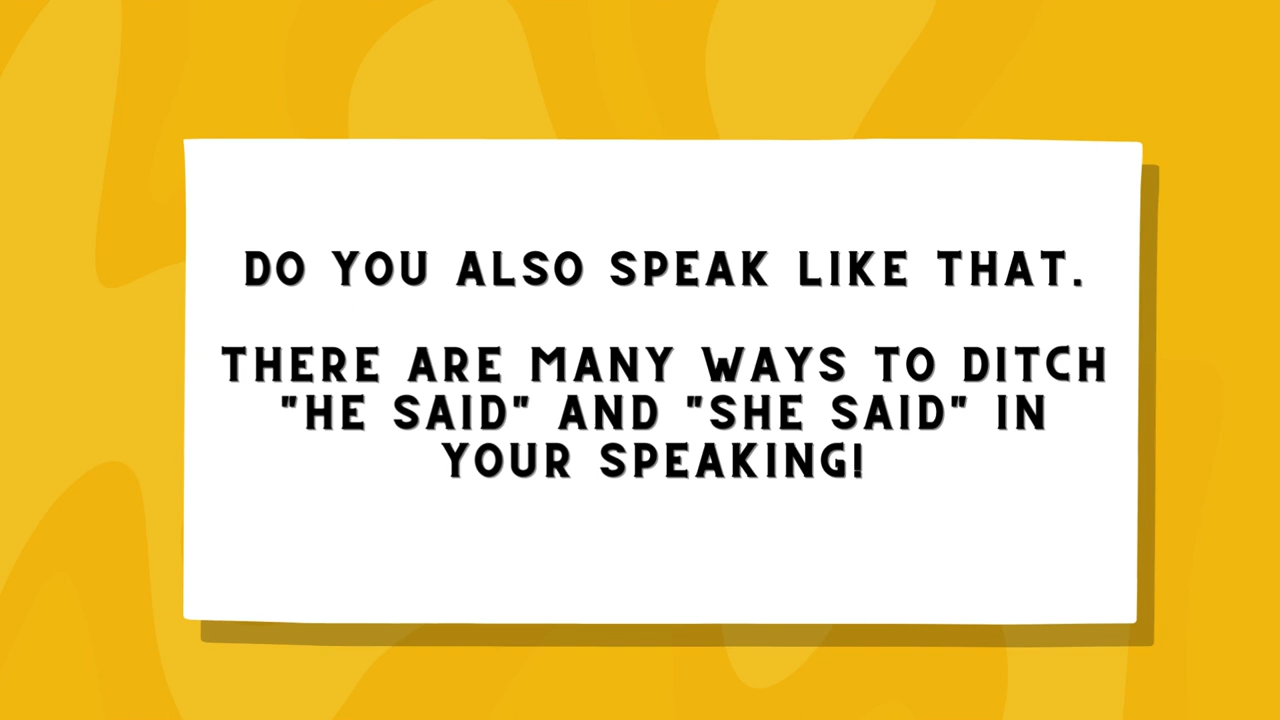 DO YOU ALSO SPEAK LIKE THAT.
THERE ARE MANY WAYS TO DITCH
"HE SAID" AND "SHE SAID" IN
YOUR SPEAKING!